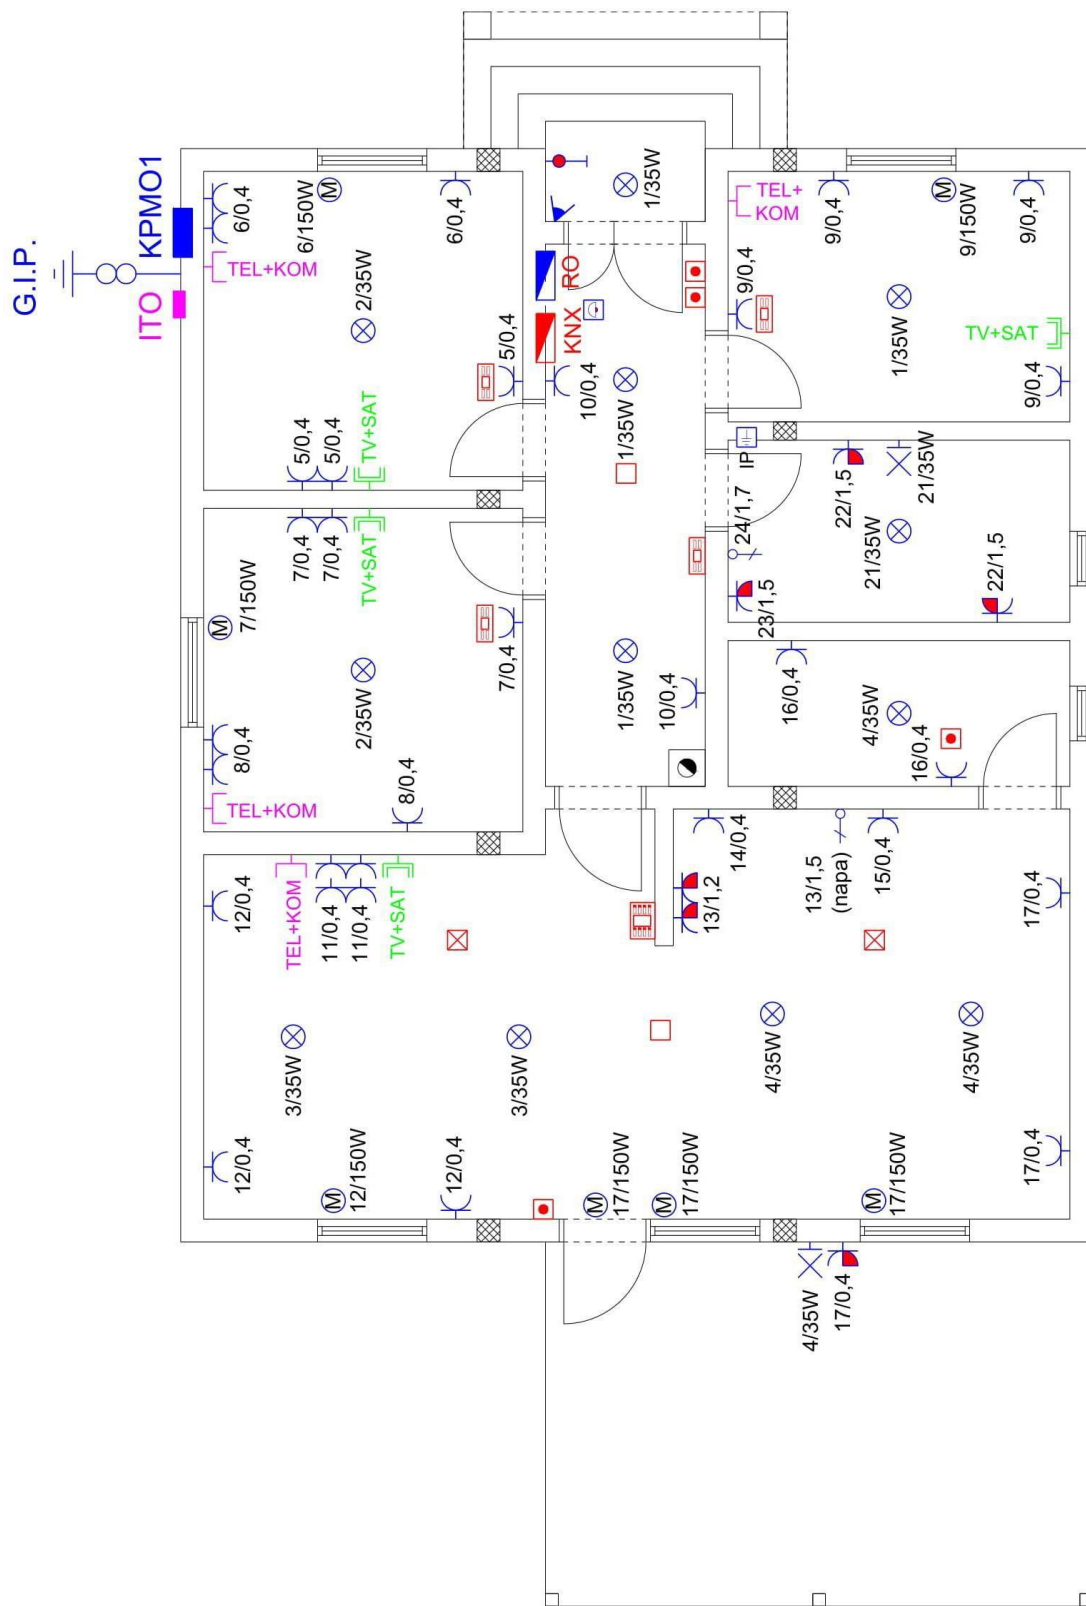 G.I.P.
ITO
KPMO1
6/0,4
6/150W
6/0,4
TEL+KOM
2/35W
5/0,4
5/0,4
5/0,4
TV+SAT
7/0,4
7/0,4
TV+SAT
M
7/150W
M
2/35W
7/0,4
8/0,4
8/0,4
TEL+KOM
RO
KNX
1/35W
10/0,4
1/35W
1/35W
10/0,4
TEL+
KOM
9/0,4
M
9/150W
9/0,4
9/0,4
1/35W
TV+SAT
9/0,4
IP
24/1,7
23/1,5
22/1,5
21/35W
21/35W
22/1,5
16/0,4
4/35W
16/0,4
12/0,4
TEL+KOM
11/0,4
11/0,4
TV+SAT
13/1,2
14/0,4
13/1,5
(napa)
15/0,4
17/0,4
3/35W
3/35W
4/35W
4/35W
12/0,4
M
12/150W
12/0,4
M
17/150W
M
17/150W
M
17/150W
17/0,4
4/35W
17/0,4